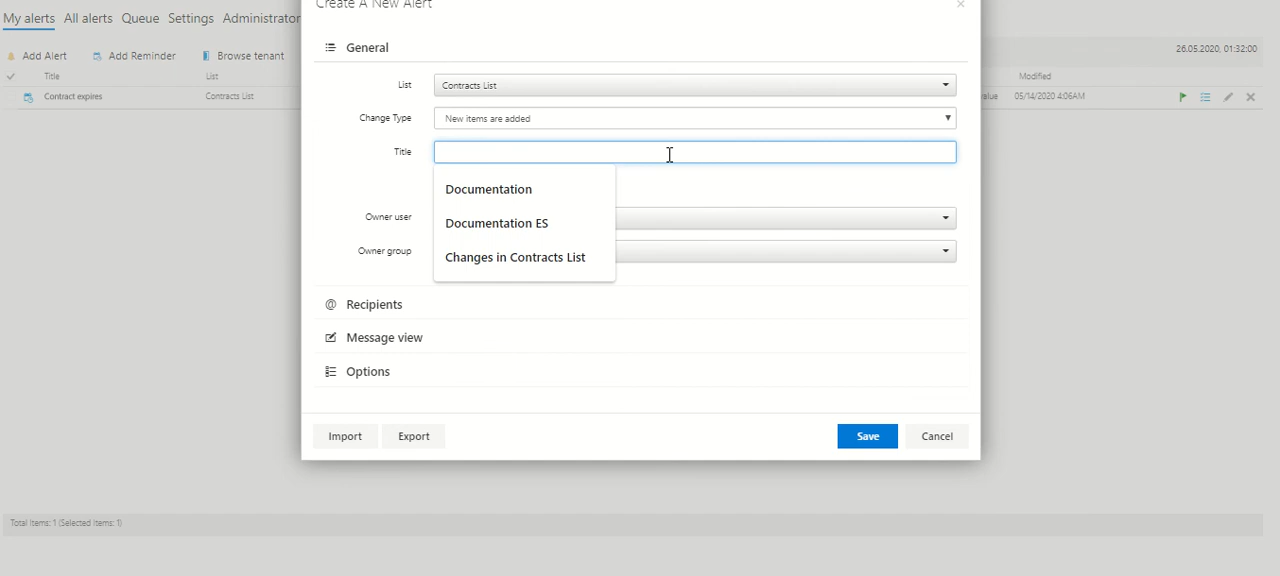 Create A New Alert
×
My alerts All alerts Queue Settings Administrator
General
26.05.2020, 01:32:00
Add Alert Add Reminder Browse tenant
Title List Modified
List Contracts List
Contract expires Contracts List alue 05/14/2020 4:06AM
Change Type New items are added
Title
Documentation
Owner user
Documentation ES
Owner group
Changes in Contracts List
@ Recipients
Message view
Options
Import Export Save Cancel
Total Items: 1 (Selected Items: 1)